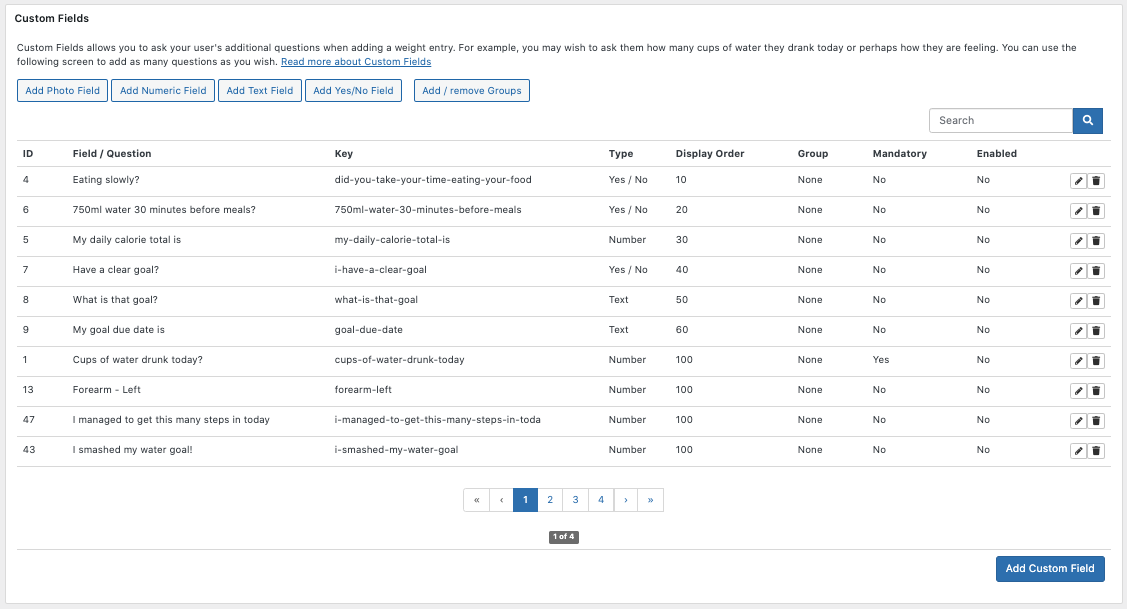 Custom Fields
Custom Fields allows you to ask your user's additional questions when adding a weight entry. For example, you may wish to ask them how many cups of water they drank today or perhaps how they are feeling. You can use the
following screen to add as many questions as you wish. Read more about Custom Fields
Add Photo Field Add Numeric Field Add Text Field Add Yes/No Field Add / remove Groups
Search
ID Field / Question Key Type Display Order Group Mandatory Enabled
4 Eating slowly? did-you-take-your-time-eating-your-food Yes / No 10 None No No
6 750ml water 30 minutes before meals? 750ml-water-30-minutes-before-meals Yes / No 20 None No No
5 My daily calorie total is my-daily-calorie-total-is Number 30 None No No
7 Have a clear goal? i-have-a-clear-goal Yes / No 40 None No No
8 What is that goal? what-is-that-goal Text 50 None No No
9 My goal due date is goal-due-date Text 60 None No No
1 Cups of water drunk today? cups-of-water-drunk-today Number 100 None Yes No
13 Forearm - Left forearm-left Number 100 None No No
47 I managed to get this many steps in today i-managed-to-get-this-many-steps-in-toda Number 100 None No No
43 I smashed my water goal! i-smashed-my-water-goal Number 100 None No No
« ‹ 1 2 3 4 › »
1 of 4
Add Custom Field